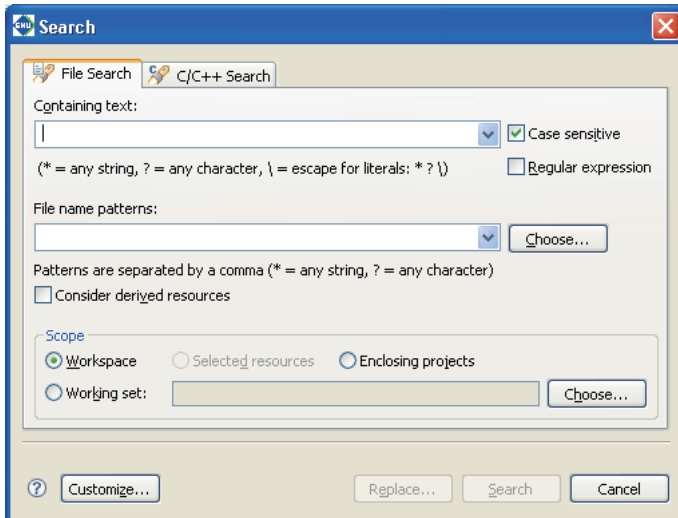 EMU Search
File Search C/C++ Search
Containing text:
Case sensitive
(* = any string, ? = any character, \ = escape for literals: * ? \)
Regular expression
File name patterns:
Choose...
Patterns are separated by a comma (* = any string, ? = any character)
Consider derived resources
Scope
Workspace Selected resources Enclosing projects
Working set: Choose...
? Customize... Replace... Search Cancel